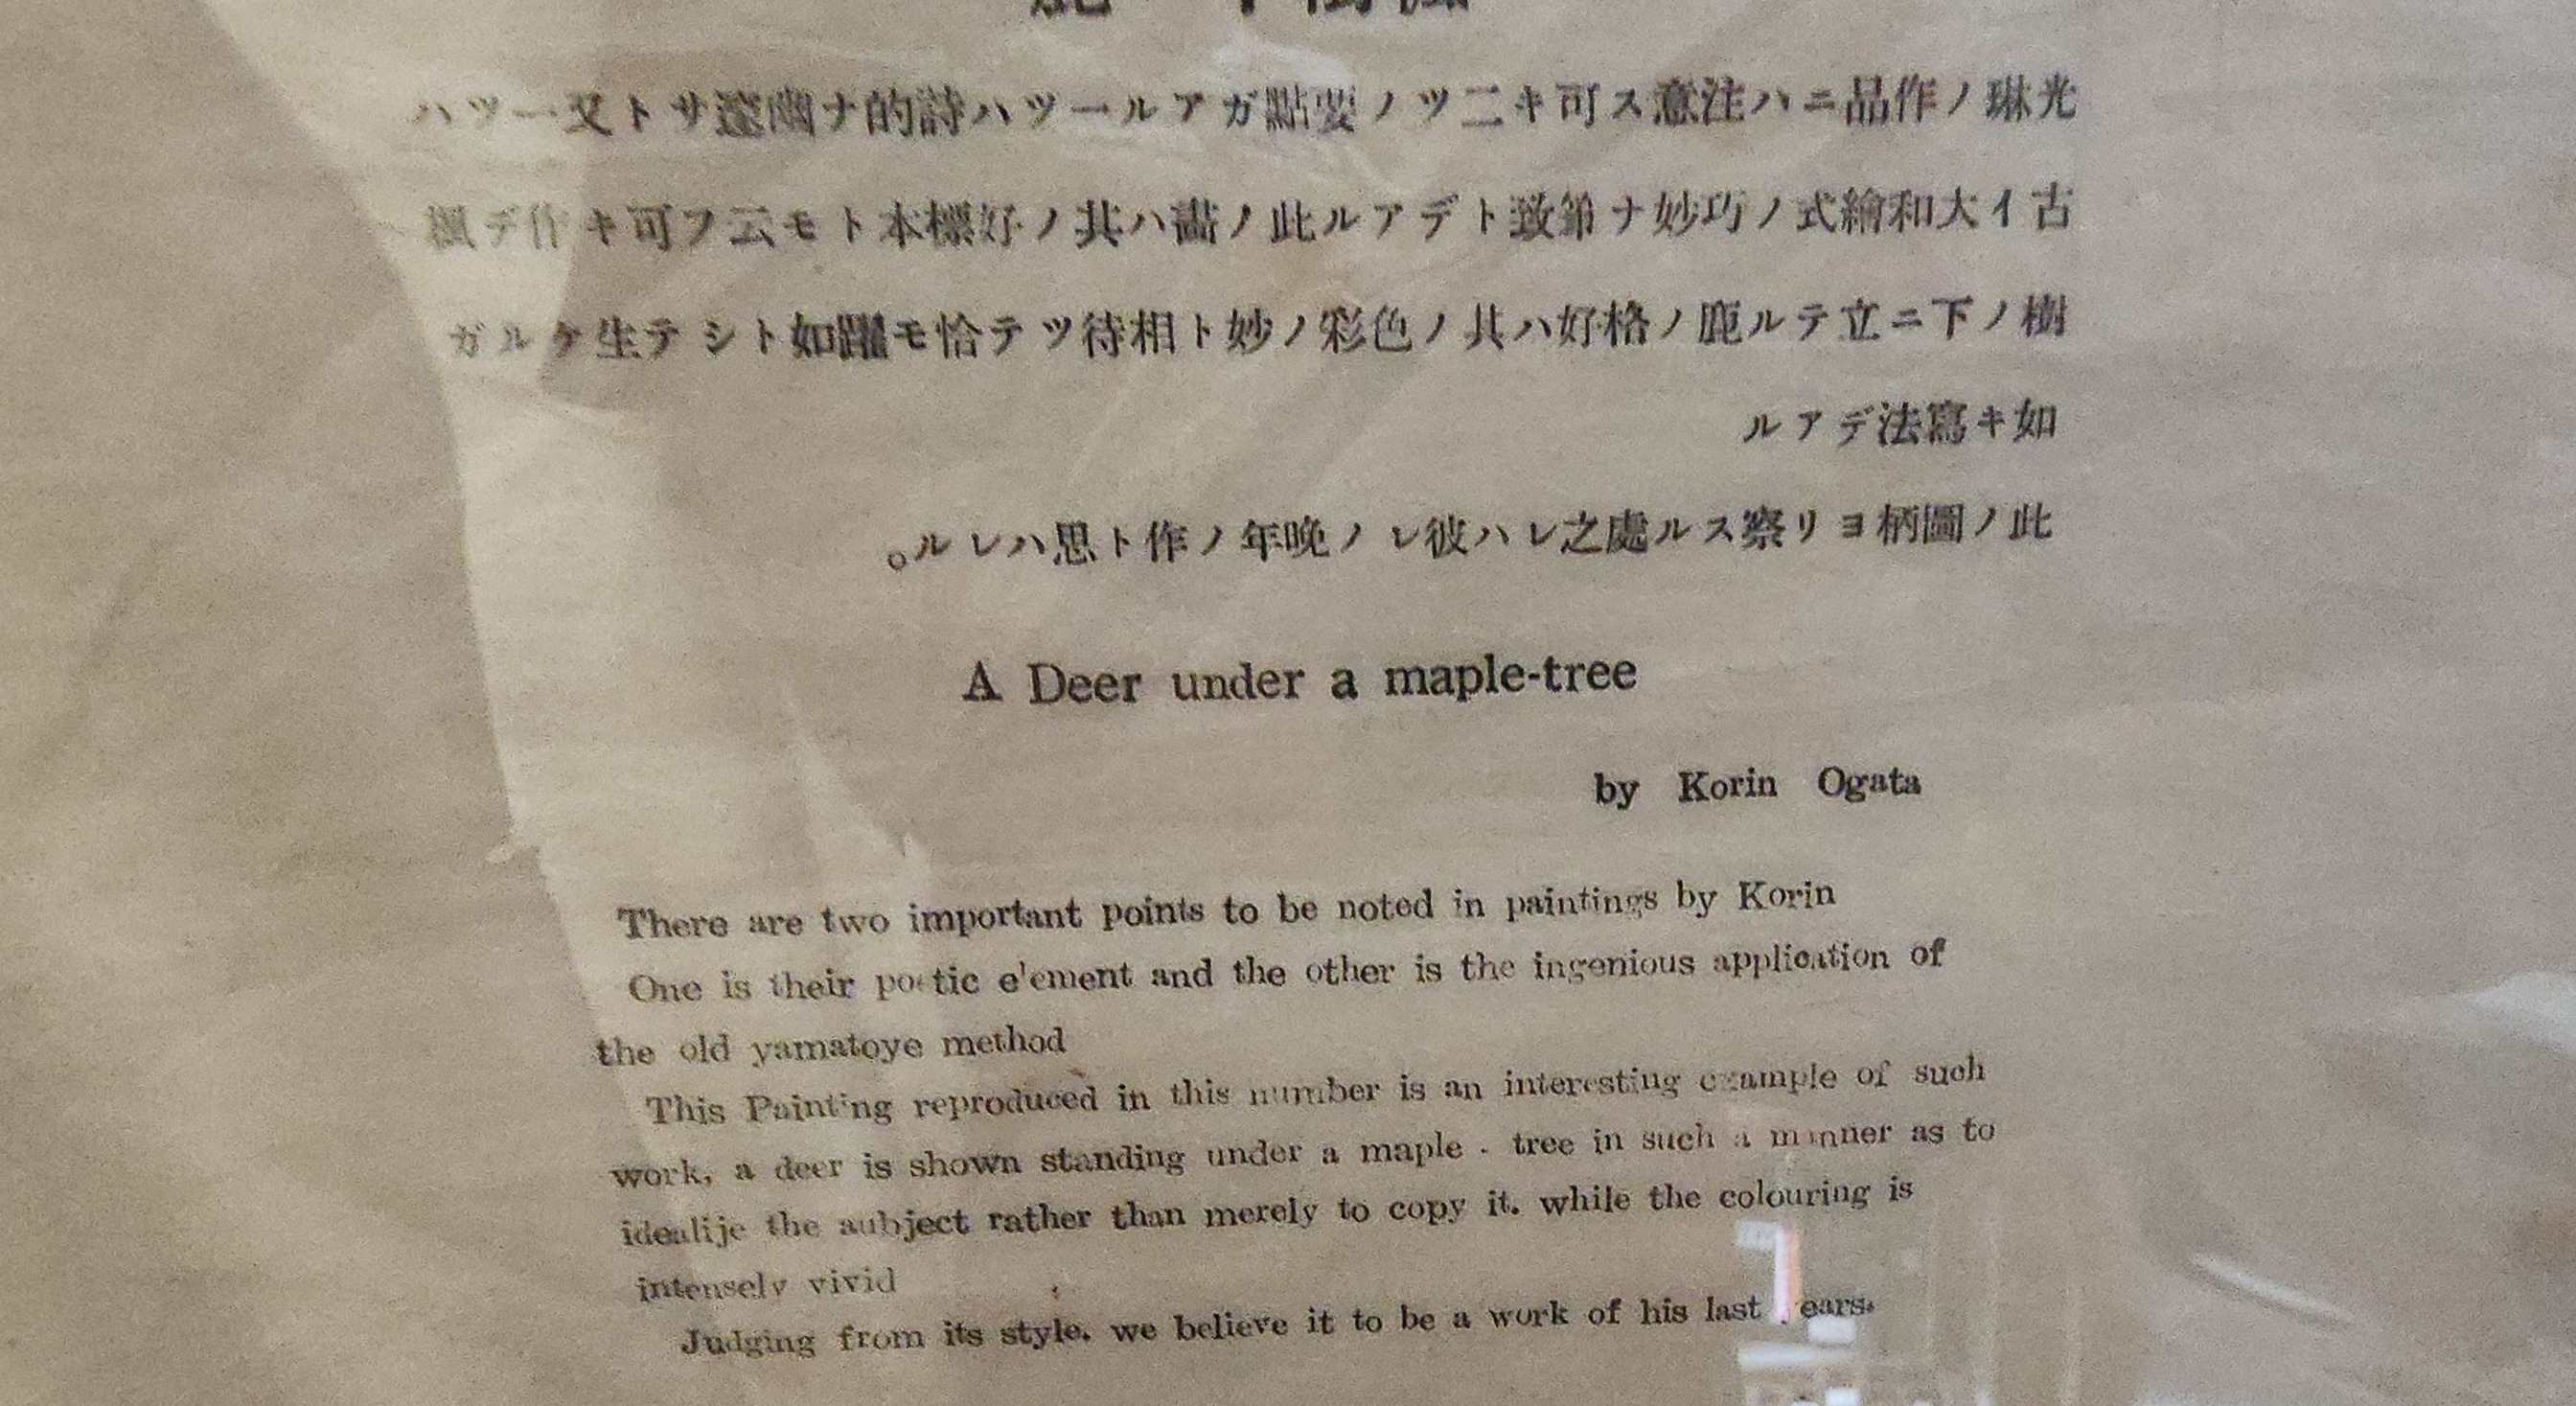 光琳ノ作品ニハ注意ス可キ二ツノ要點ガアル一ツハ詩的ナ幽邃サト又一ツハ
古イ大和繪式ノ巧妙ナ筆致トデアル此ノ畵ハ其ノ好標本トモ云フ可キ作デ楓
樹ノ下ニ立テル鹿ノ格好ハ其ノ色彩ノ妙ト相待ツテ恰モ躍如トシテ生ケルガ
如キ寫法デアル
此ノ圖柄ヨリ察スル處之レハ彼レノ晩年ノ作ト思ハレル。
A Deer under a maple-tree
by Korin Ogata
There are two important points to be noted in paintings by Korin
One is their poetic element and the other is the ingenious application of
the old yamatoye method
This Painting reproduced in this number is an interesting example of such
work, a deer is shown standing under a maple - tree in such a manner as to
idealije the aubject rather than merely to copy it. while the colouring is
intensely vivid
Judging from its style. we believe it to be a work of his last years.